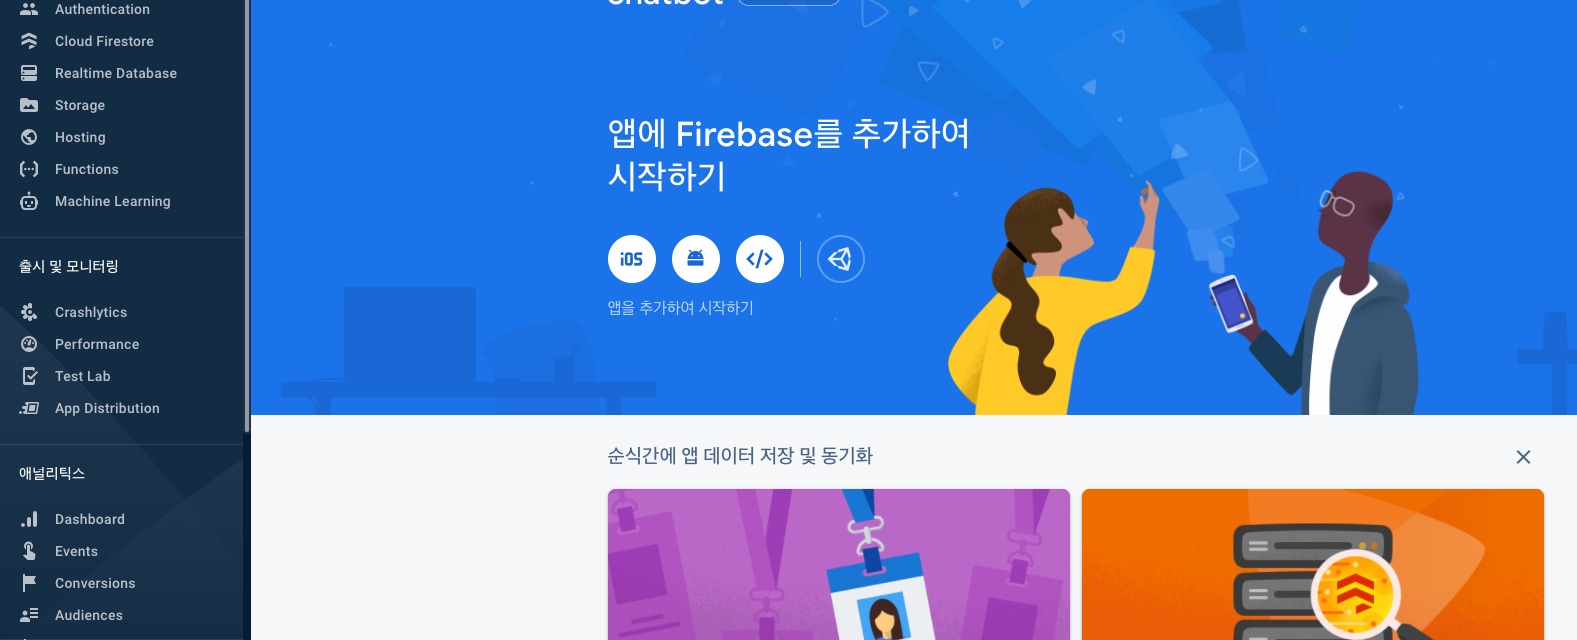 Authentication
Cloud Firestore
Realtime Database
Storage
Hosting
Functions
Machine Learning
출시 및 모니터링
Crashlytics
Performance
Test Lab
App Distribution
애널리틱스
Dashboard
Events
Conversions
Audiences
chatbot
앱에 Firebase를 추가하여
시작하기
iOS
앱을 추가하여 시작하기
순식간에 앱 데이터 저장 및 동기화